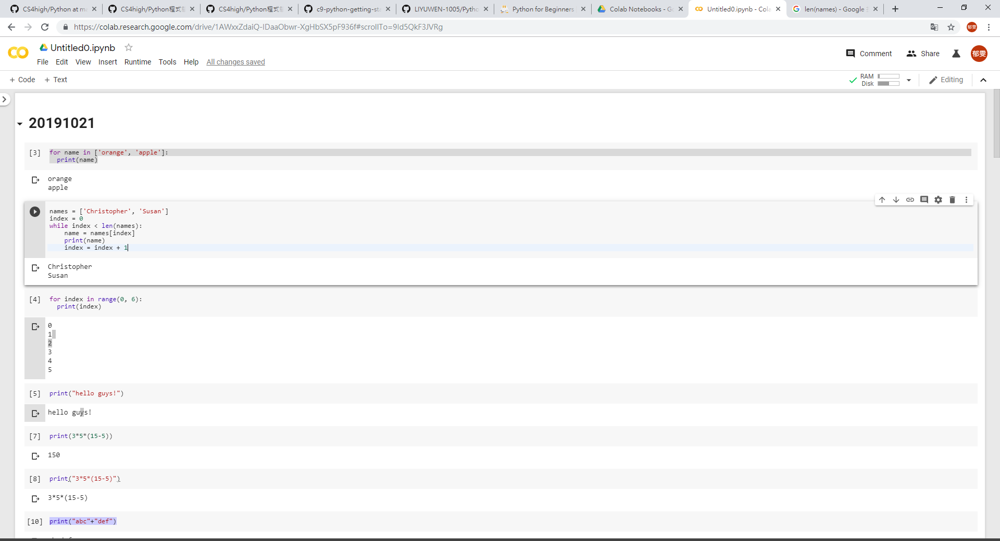 CS4high/Python at m
CS4high/Python程式
CS4high/Python程式
c9-python-getting-sta
LIYUWEN-1005/Pytho
Python for Beginners
Colab Notebooks - G
Untitled0.ipynb - Cola
len(names) - Google
https://colab.research.google.com/drive/1AWxxZdaiQ-IDaaObwr-XgHbSX5pF936f#scrollTo=9Id5QkF3JVRg
郁雯
Untitled0.ipynb
Comment
Share
郁雯
File Edit View Insert Runtime Tools Help All changes saved
+ Code + Text
RAM
Disk
Editing
20191021
[3] for name in ['orange', 'apple']:
print(name)
orange
apple
names = ['Christopher', 'Susan']
index = 0
while index < len(names):
name = names[index]
print(name)
index = index + 1
Christopher
Susan
[4] for index in range(0, 6):
print(index)
0
1
2
3
4
5
[5] print("hello guys!")
hello guys!
[7] print(3*5*(15-5))
150
[8] print("3*5*(15-5)")
3*5*(15-5)
[10] print("abc"+"def")